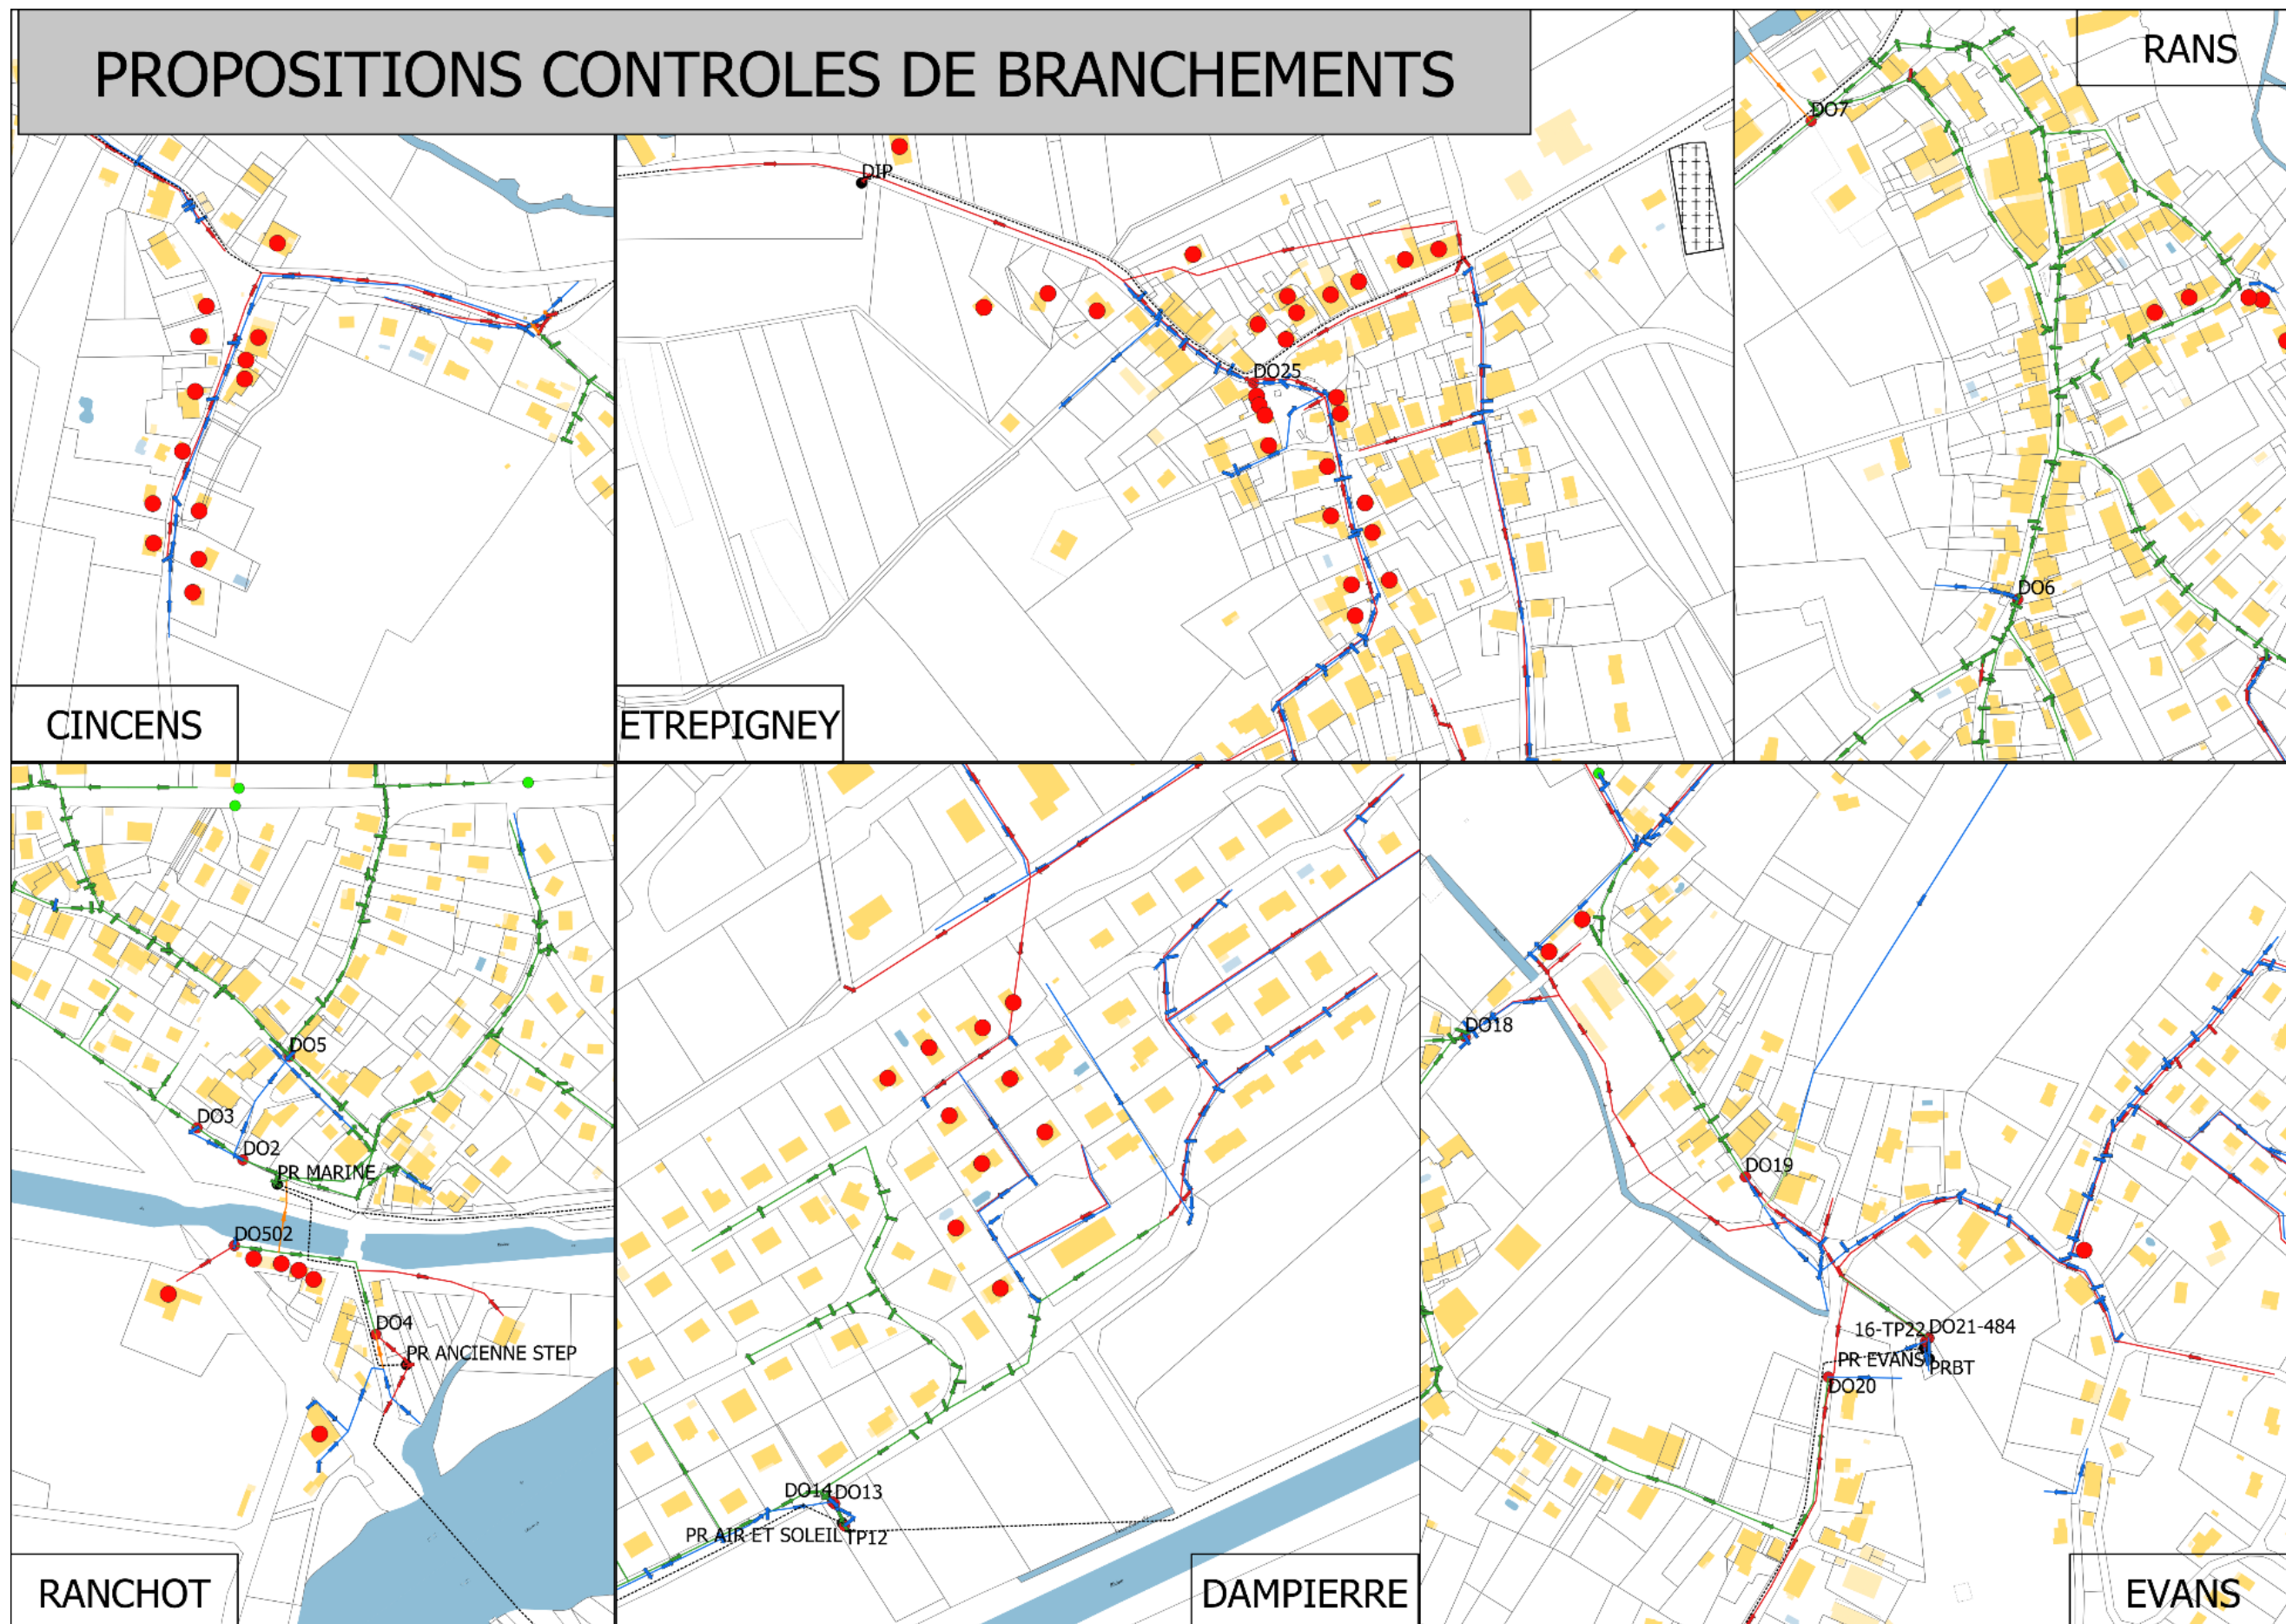 PROPOSITIONS CONTROLES DE BRANCHEMENTS
RANS
DO7
DIP
DO25
DO6
CINCENS
ETREPIGNEY
DO5
DO3
DO2
PR MARINE
DO502
DO4
PR ANCIENNE STEP
RANCHOT
DO14
DO13
PR AIR ET SOLEIL
TP12
DAMPIERRE
DO18
DO19
16-TP22
DO21-484
PR EVANS
PRBT
DO20
EVANS